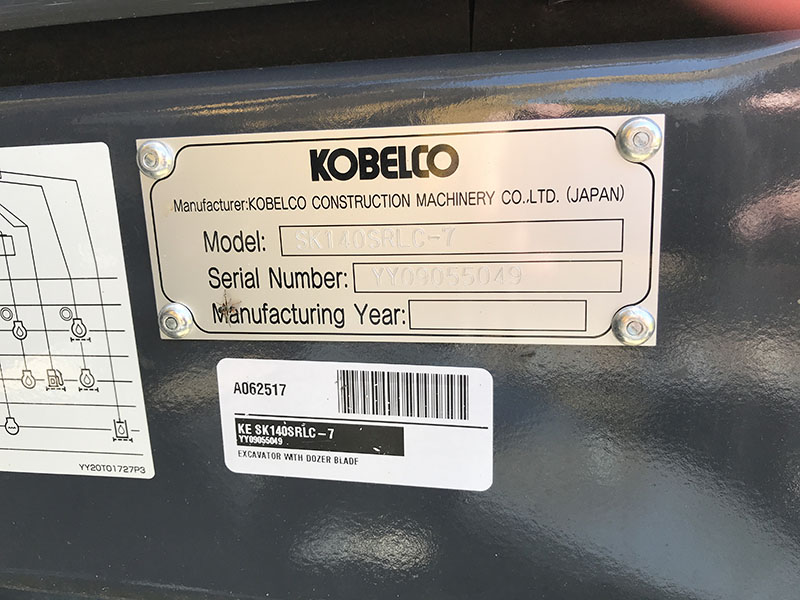 KOBELCO
Manufacturer:KOBELCO CONSTRUCTION MACHINERY CO.,LTD. (JAPAN)
Model: SK140SRLC-7
Serial Number: YY09055049
Manufacturing Year:
A062517
KE SK140SRLC-7
YY09055049
EXCAVATOR WITH DOZER BLADE
YY20T01727P3